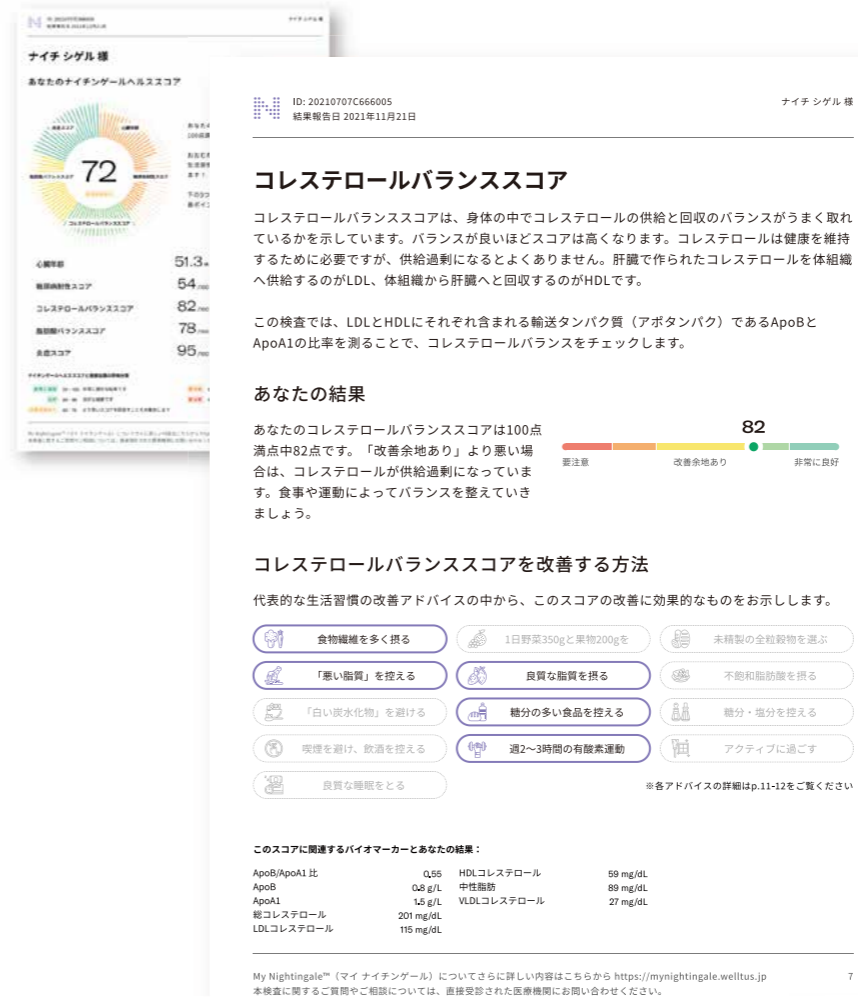 ナイチ シゲル 様
ナイチ シゲル 様
あなたのナイチンゲールヘルススコア
72
心臓年齢
51.3
糖尿病耐性スコア
54
コレステロールバランススコア
82
脂肪酸バランススコア
78
炎症スコア
95
ID: 20210707C666005
結果報告日 2021年11月21日
ナイチ シゲル 様
コレステロールバランススコア
コレステロールバランススコアは、身体の中でコレステロールの供給と回収のバランスがうまく取れ
ているかを示しています。バランスが良いほどスコアは高くなります。コレステロールは健康を維持
するために必要ですが、供給過剰になるとよくありません。肝臓で作られたコレステロールを体組織
へ供給するのがLDL、体組織から肝臓へと回収するのがHDLです。
この検査では、LDLとHDLにそれぞれ含まれる輸送タンパク質（アポタンパク）であるApoBと
ApoA1の比率を測ることで、コレステロールバランスをチェックします。
あなたの結果
あなたのコレステロールバランススコアは100点
満点中82点です。「改善余地あり」より悪い場
合は、コレステロールが供給過剰になっていま
す。食事や運動によってバランスを整えていき
ましょう。
82
要注意 改善余地あり 非常に良好
コレステロールバランススコアを改善する方法
代表的な生活習慣の改善アドバイスの中から、このスコアの改善に効果的なものをお示しします。
食物繊維を多く摂る 1日野菜350gと果物200gを 未精製の全粒穀物を選ぶ
「悪い脂質」を控える 良質な脂質を摂る 不飽和脂肪酸を摂る
「白い炭水化物」を避ける 糖分の多い食品を控える 糖分・塩分を控える
喫煙を避け、飲酒を控える 週2〜3時間の有酸素運動 アクティブに過ごす
良質な睡眠をとる
※各アドバイスの詳細はp.11-12をご覧ください
このスコアに関連するバイオマーカーとあなたの結果：
ApoB/ApoA1 比 0.55 HDLコレステロール 59 mg/dL
ApoB 0.8 g/L 中性脂肪 89 mg/dL
ApoA1 1.5 g/L VLDLコレステロール 27 mg/dL
総コレステロール 201 mg/dL
LDLコレステロール 115 mg/dL
My Nightingale™（マイ ナイチンゲール）についてさらに詳しい内容はこちらから https://mynightingale.welltus.jp 7
本検査に関するご質問やご相談については、直接受診された医療機関にお問い合わせください。